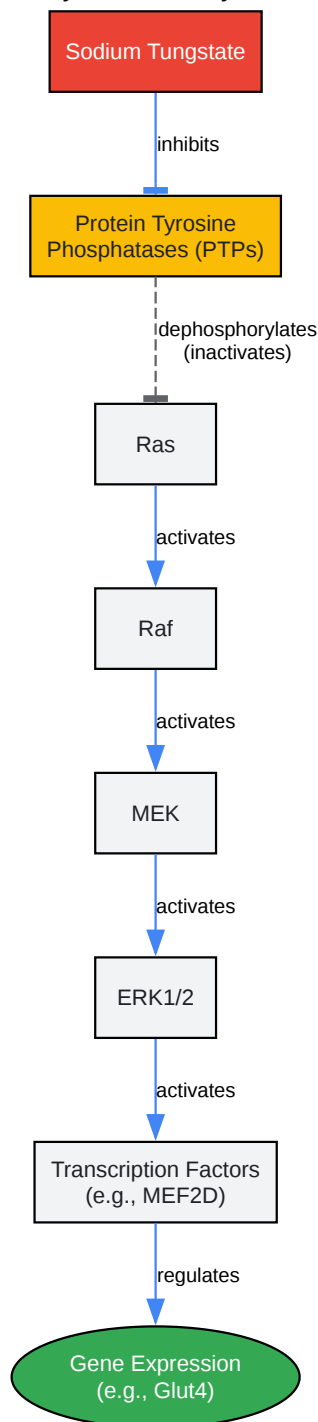 Sodium Tungstate
inhibits
Protein Tyrosine
Phosphatases (PTPs)
dephosphorylates
(inactivates)
Ras
activates
Raf
activates
MEK
activates
ERK1/2
activates
Transcription Factors
(e.g., MEF2D)
regulates
Gene Expression
(e.g., Glut4)